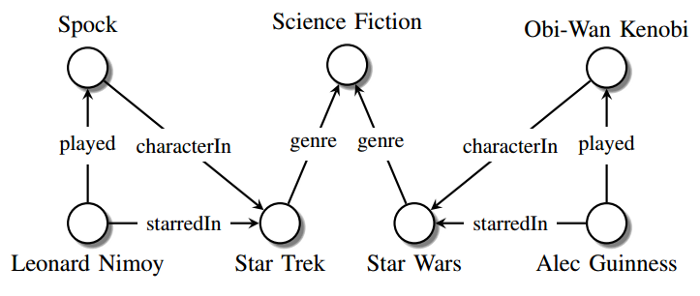 Spock
Science Fiction
Obi-Wan Kenobi
played
characterIn
genre
genre
characterIn
played
starredIn
starredIn
Leonard Nimoy
Star Trek
Star Wars
Alec Guinness